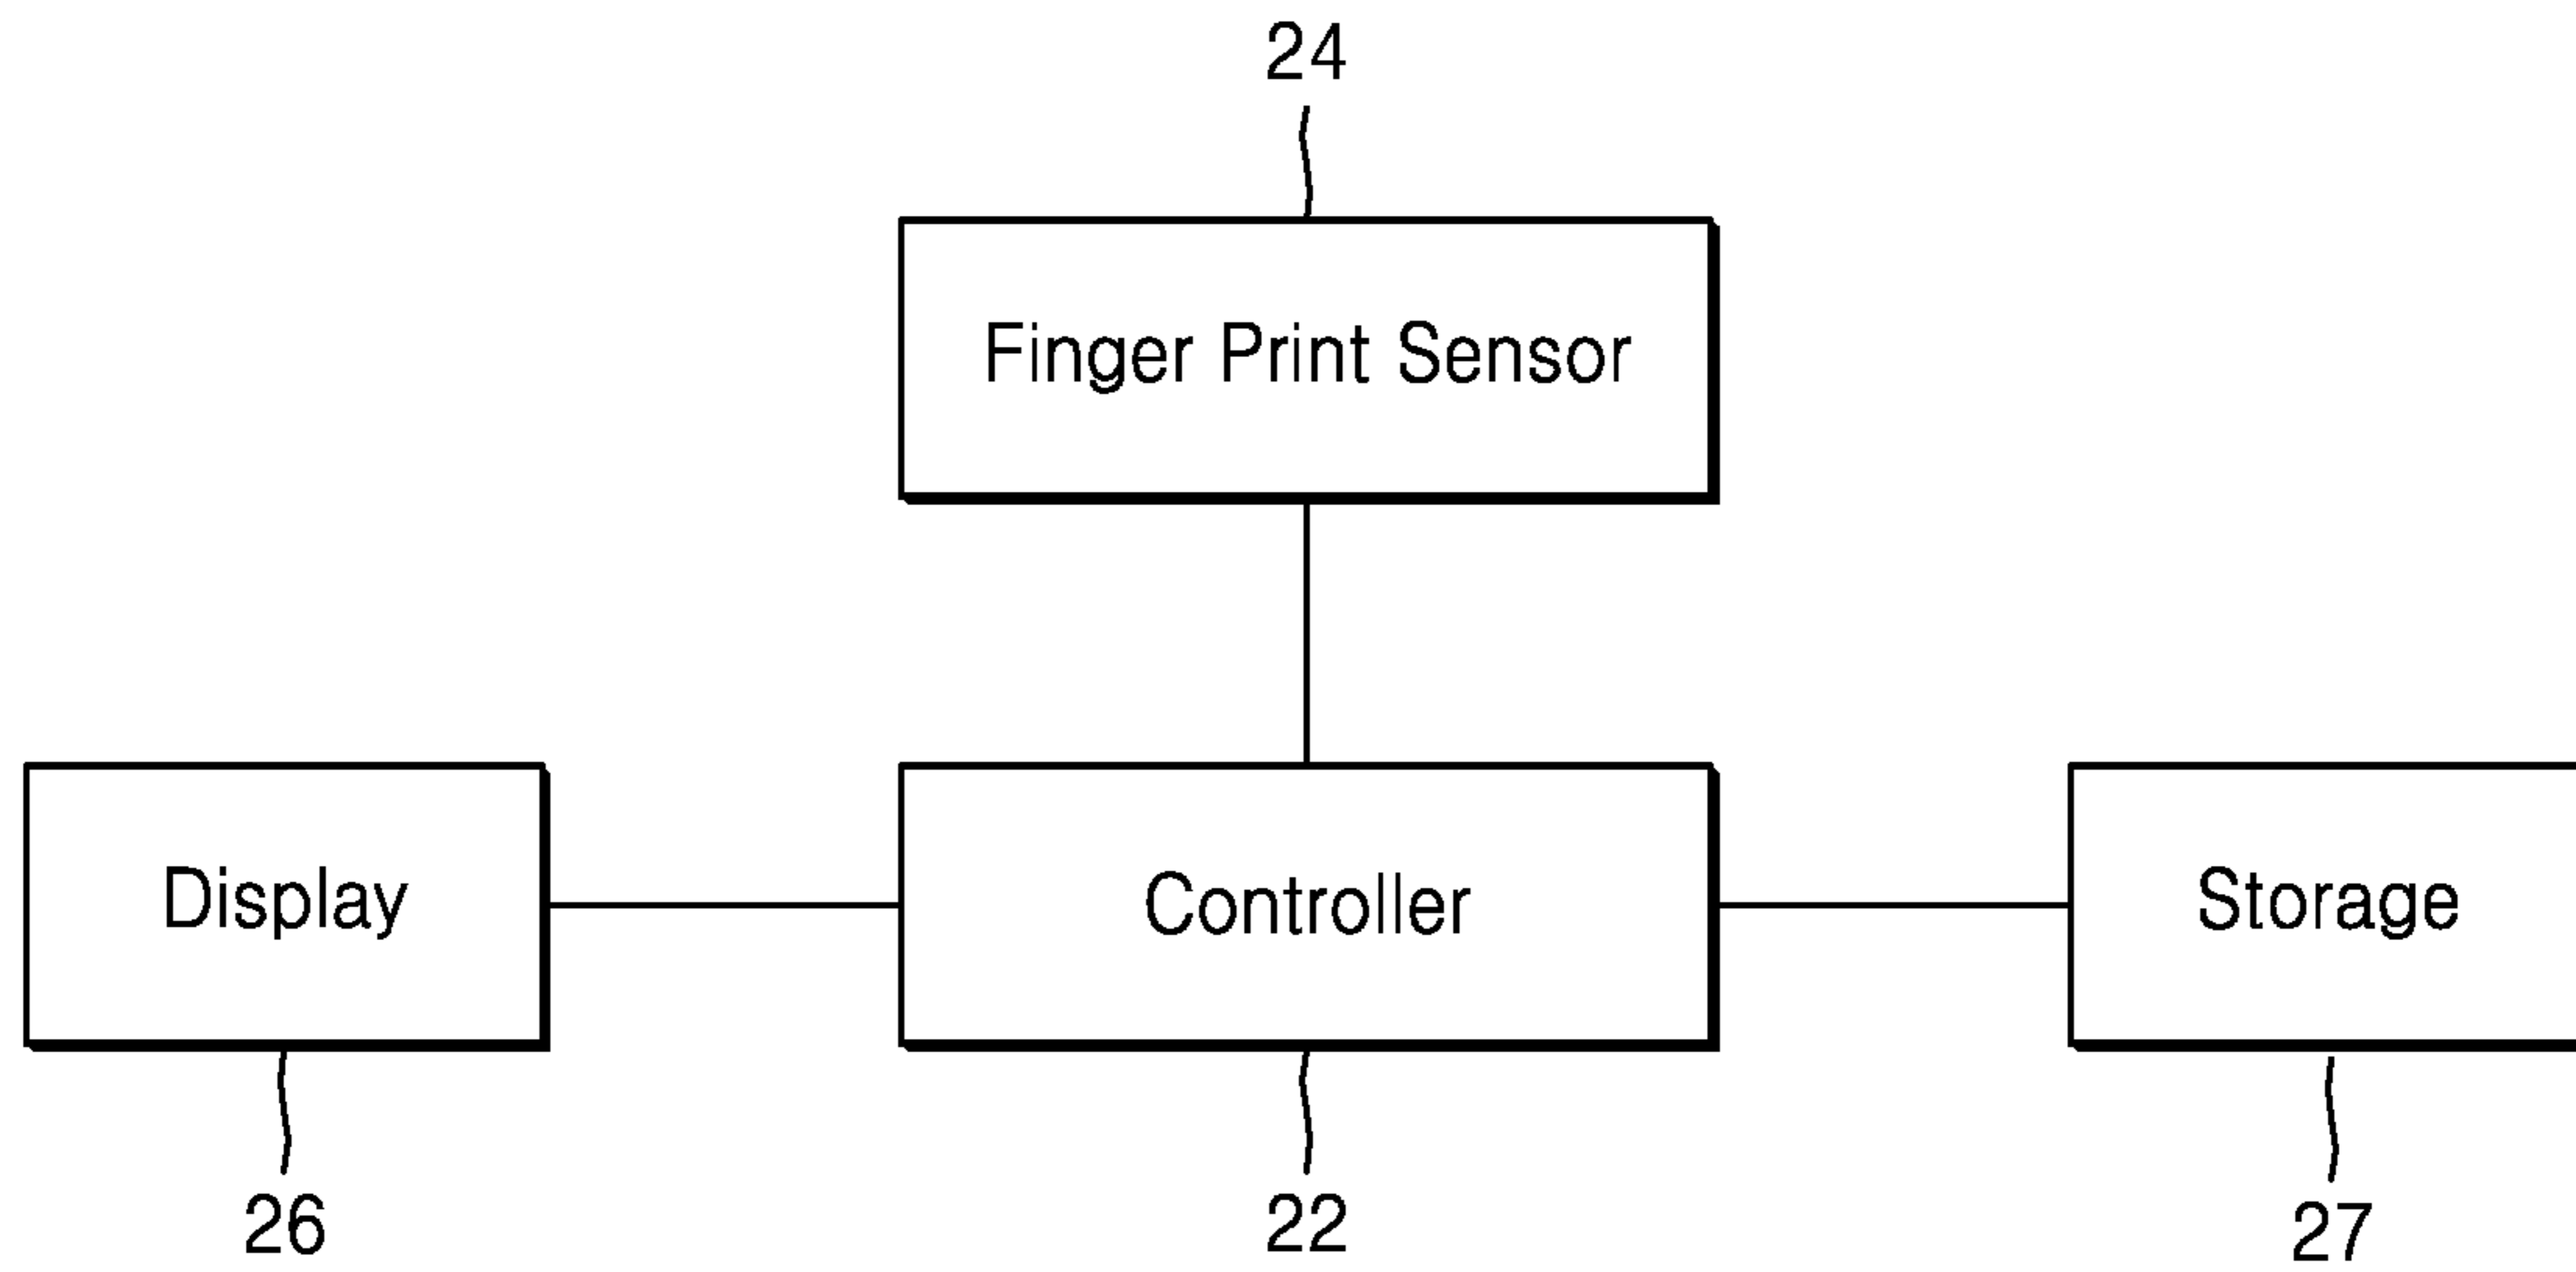 24
Finger Print Sensor
Display
Controller
Storage
26
22
27